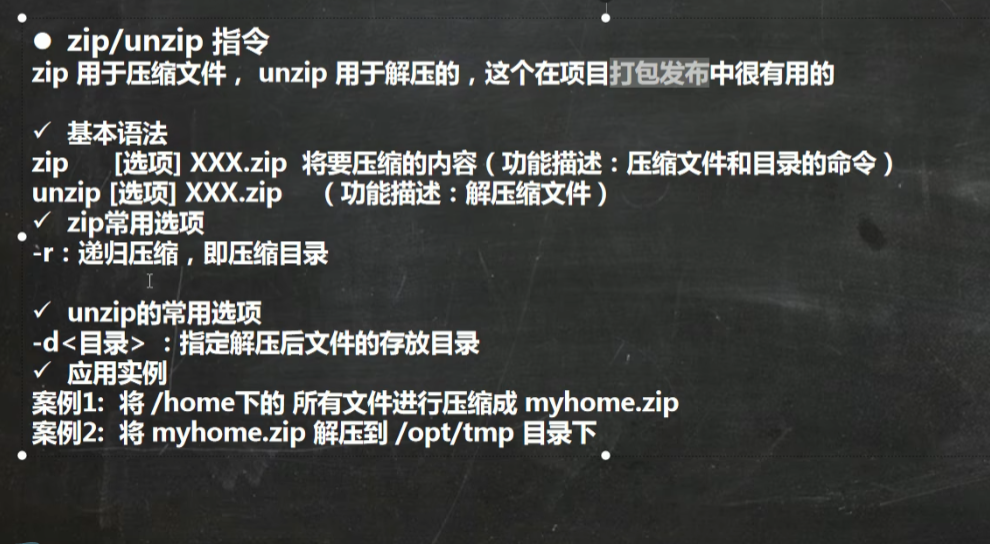 ● zip/unzip 指令
zip 用于压缩文件， unzip 用于解压的，这个在项目打包发布中很有用的
✓ 基本语法
zip [选项] XXX.zip 将要压缩的内容（功能描述：压缩文件和目录的命令）
unzip [选项] XXX.zip （功能描述：解压缩文件）
✓ zip常用选项
-r：递归压缩，即压缩目录
✓ unzip的常用选项
-d<目录> ：指定解压后文件的存放目录
✓ 应用实例
案例1: 将 /home下的 所有文件进行压缩成 myhome.zip
案例2: 将 myhome.zip 解压到 /opt/tmp 目录下